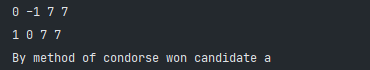 0 -1 7 7
1 0 7 7
By method of condorse won candidate a